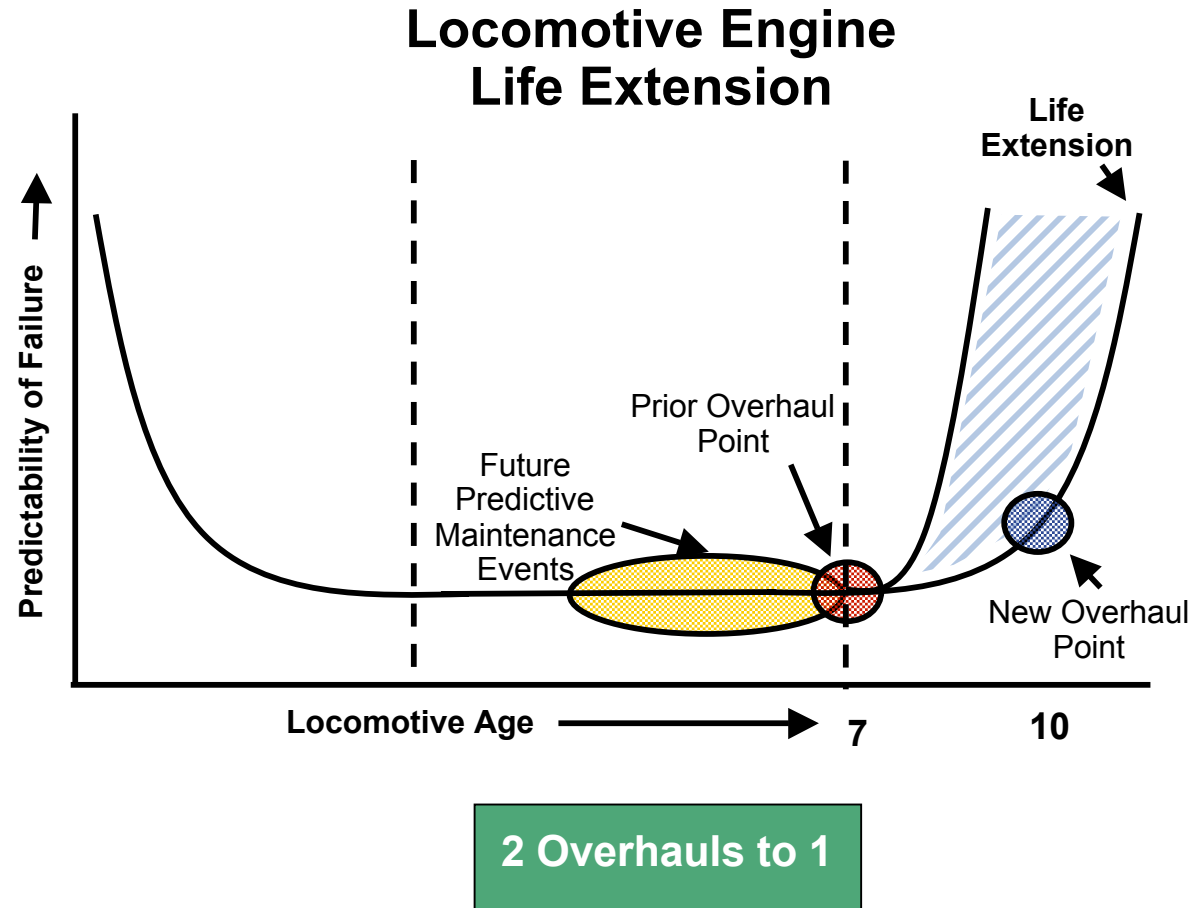 Locomotive Engine
Life Extension
Life
Extension
Predictability of Failure
Prior Overhaul
Point
Future
Predictive
Maintenance
Events
New Overhaul
Point
Locomotive Age
7
10
2 Overhauls to 1